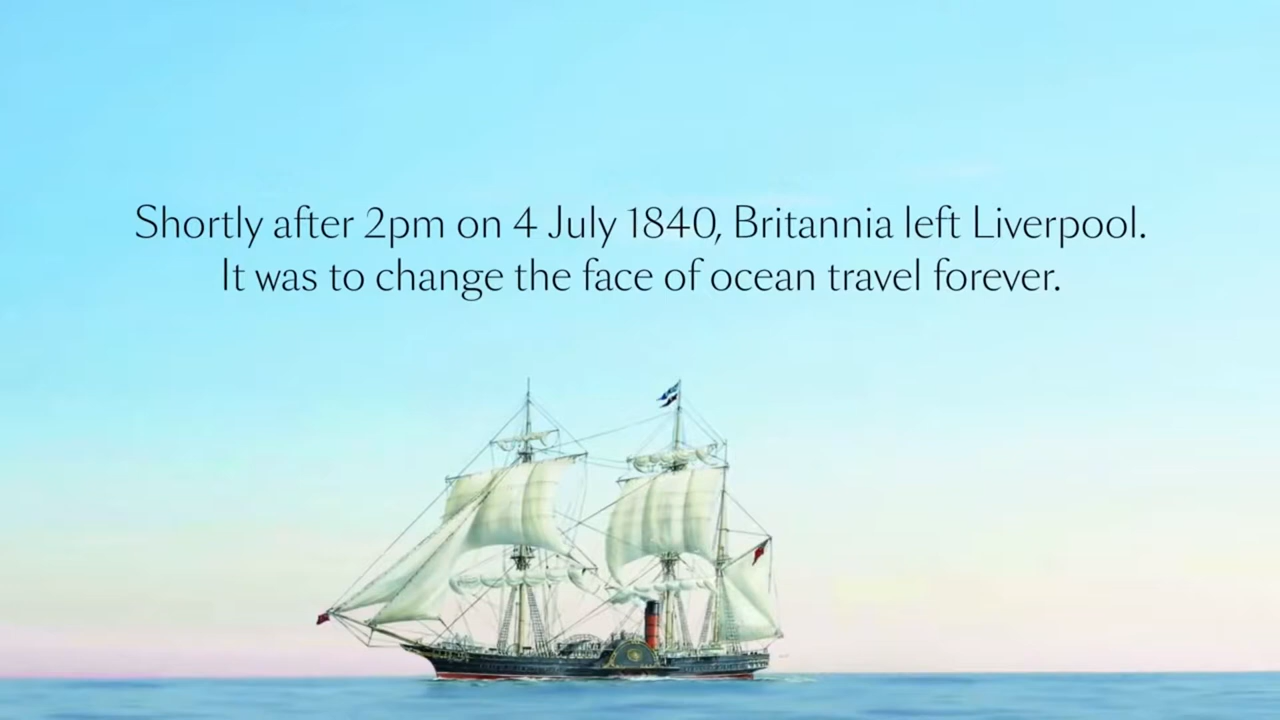 Shortly after 2pm on 4 July 1840, Britannia left Liverpool.
It was to change the face of ocean travel forever.